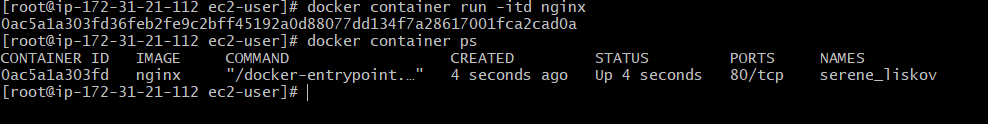 [root@ip-172-31-21-112 ec2-user]# docker container run -itd nginx
0ac5a1a303fd36feb2fe9c2bff45192a0d88077dd134f7a28617001fca2cad0a
[root@ip-172-31-21-112 ec2-user]# docker container ps
CONTAINER ID   IMAGE     COMMAND                  CREATED         STATUS         PORTS     NAMES
0ac5a1a303fd   nginx     "/docker-entrypoint.…"   4 seconds ago   Up 4 seconds   80/tcp    serene_liskov
[root@ip-172-31-21-112 ec2-user]#